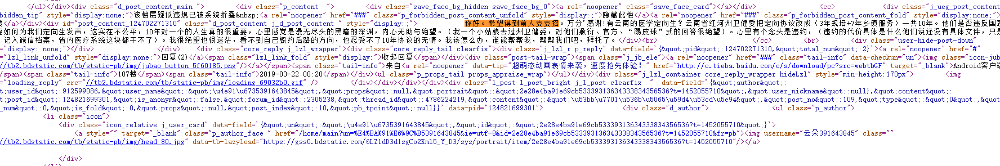 </ul></div><div class="d_post_content_main "> <div class="p_content "> <div class="save_face_bg_hidden save_face_bg_0"><a rel="noopener" class="save_face_card"></a></div> <cc> <div class="j_ueg_post_con
rbidden_tip" style="display:none;">该楼层疑似违规已被系统折叠&nbsp;<a rel="noopener" href="###" class="p_forbidden_post_content_unfold" style="display:;">隐藏此楼</a><a rel="noopener" href="###" class="p_forbidden_post_content_fold" style="display:none;
楼</a></div><div id="post_content_124702271310" class="d_post_content j_d_post_content " style="display:;"> 你好。希望得到前人支支招。万分'感谢!有云南的医学定向生?云南省红河州卫健委把定向协议改成（3年规培+7年乡镇服务）一共10年。他们是否违反国家
要如何为我们定向生发声，这实在不公平，10年对一个的人生真的很重要，心里感觉是漫无尽头的黑暗的深渊，内心无助与绝望。（我一个小姑娘去过州卫健委，对他们敷衍、官方、“踢皮球”式的回答很绝望）。心里有个念头是违约，（违约的代价具体是什么他们说还没有具体文件，只是
记入诚信档案，省内医疗系统这块都干不了）。我很绝望也很迷茫，看不到自己毁约后路的方向，也忍受不了10年协议的无情。我该怎么办，谁能帮帮我，帮帮我们吧，拜托了。</div><br> </cc> <br> <div class="user-hide-post-down"
="display: none;"></div> </div> <div class="core_reply j_lzl_wrapper"><div class="core_reply_tail clearfix"><div class="j_lzl_r p_reply" data-field='{&quot;pid&quot;:124702271310,&quot;total_num&quot;:2}'><a rel="noopener" href="#"
"lzl_link_unfold" style="display:none;">回复(2)</a><span class="lzl_link_fold" style="display:;">收起回复</span></div><div class="post-tail-wrap"><span class="j_jb_ele"><a rel="noopener" href="###" class="tail-info" data-checkun="un"><img class="icon-jub
//tb2.bdstatic.com/tb/static-pb/img/jubao_button_5f60185.png"/></a></span><span class="tail-info">来自<a rel="noopener" data-tip="超萌态动画表情来袭，速度抢先体验！" href="http://c.tieba.baidu.com/c/s/download/pc?src=webtbGF" target="_blank">Android客户端
/span><span class="tail-info">107楼</span><span class="tail-info">2019-03-22 08:20</span></div><ul class="p_props_tail props_appraise_wrap"></ul></div><div class="j_lzl_container core_reply_wrapper hideLzl" style="min-height:170px"> <img
"loading_reply" src="//tb2.bdstatic.com/tb/static-pb/img/loading_69032b0.gif" /> </div></div></div></div><div class="l_post l_post_bright j_l_post clearfix " data-field='{&quot;author&quot;:
t;user_id&quot;:912599086,&quot;user_name&quot;:&quot;\u4e91\u6735391643845&quot;,&quot;props&quot;:null,&quot;portrait&quot;:&quot;2e28e4ba91e69cb5333931363433383435​6536?t=1452055710&quot;,&quot;user_nickname&quot;:null},&quot;content&quot;:
t;post_id&quot;:124821699301,&quot;is_anonym&quot;:false,&quot;forum_id&quot;:2305238,&quot;thread_id&quot;:4786224219,&quot;content&quot;:&quot;\u53bb\u7701\u536b\u5065\u59d4\u53cd\u5e94&quot;,&quot;post_no&quot;:109,&quot;type&quot;:&quot;0&quot;,&quot;
_num&quot;:0,&quot;is_fold&quot;:0,&quot;props&quot;:null,&quot;post_index&quot;:10,&quot;pb_tpoint&quot;:null}}' data-pid="124821699301"> <div class="d_author"> <ul class="p_author">
<li class="icon">
<div class="icon_relative j_user_card" data-field='{&quot;un&quot;:&quot;\u4e91\u6735391643845&quot;,&quot;id&quot;:&quot;2e28e4ba91e69cb53339313634333834356536?t=1452055710&quot;}'>
<a style="" target="_blank" class="p_author_face " href="/home/main?un=%E4%BA%91%E6%9C%B5391643845&ie=utf-8&id=2e28e4ba91e69cb53339313634333834356536?t=1452055710&fr=pb"><img username="云朵391643845" class=""
//tb2.bdstatic.com/tb/static-pb/img/head_80.jpg" data-tb-lazyload="https://gss0.bdstatic.com/6LZ1dD3d1sgCo2Kml5_Y_D3/sys/portrait/item/2e28e4ba91e69cb53339313634333834356536?t=1452055710"/></a>
</div>